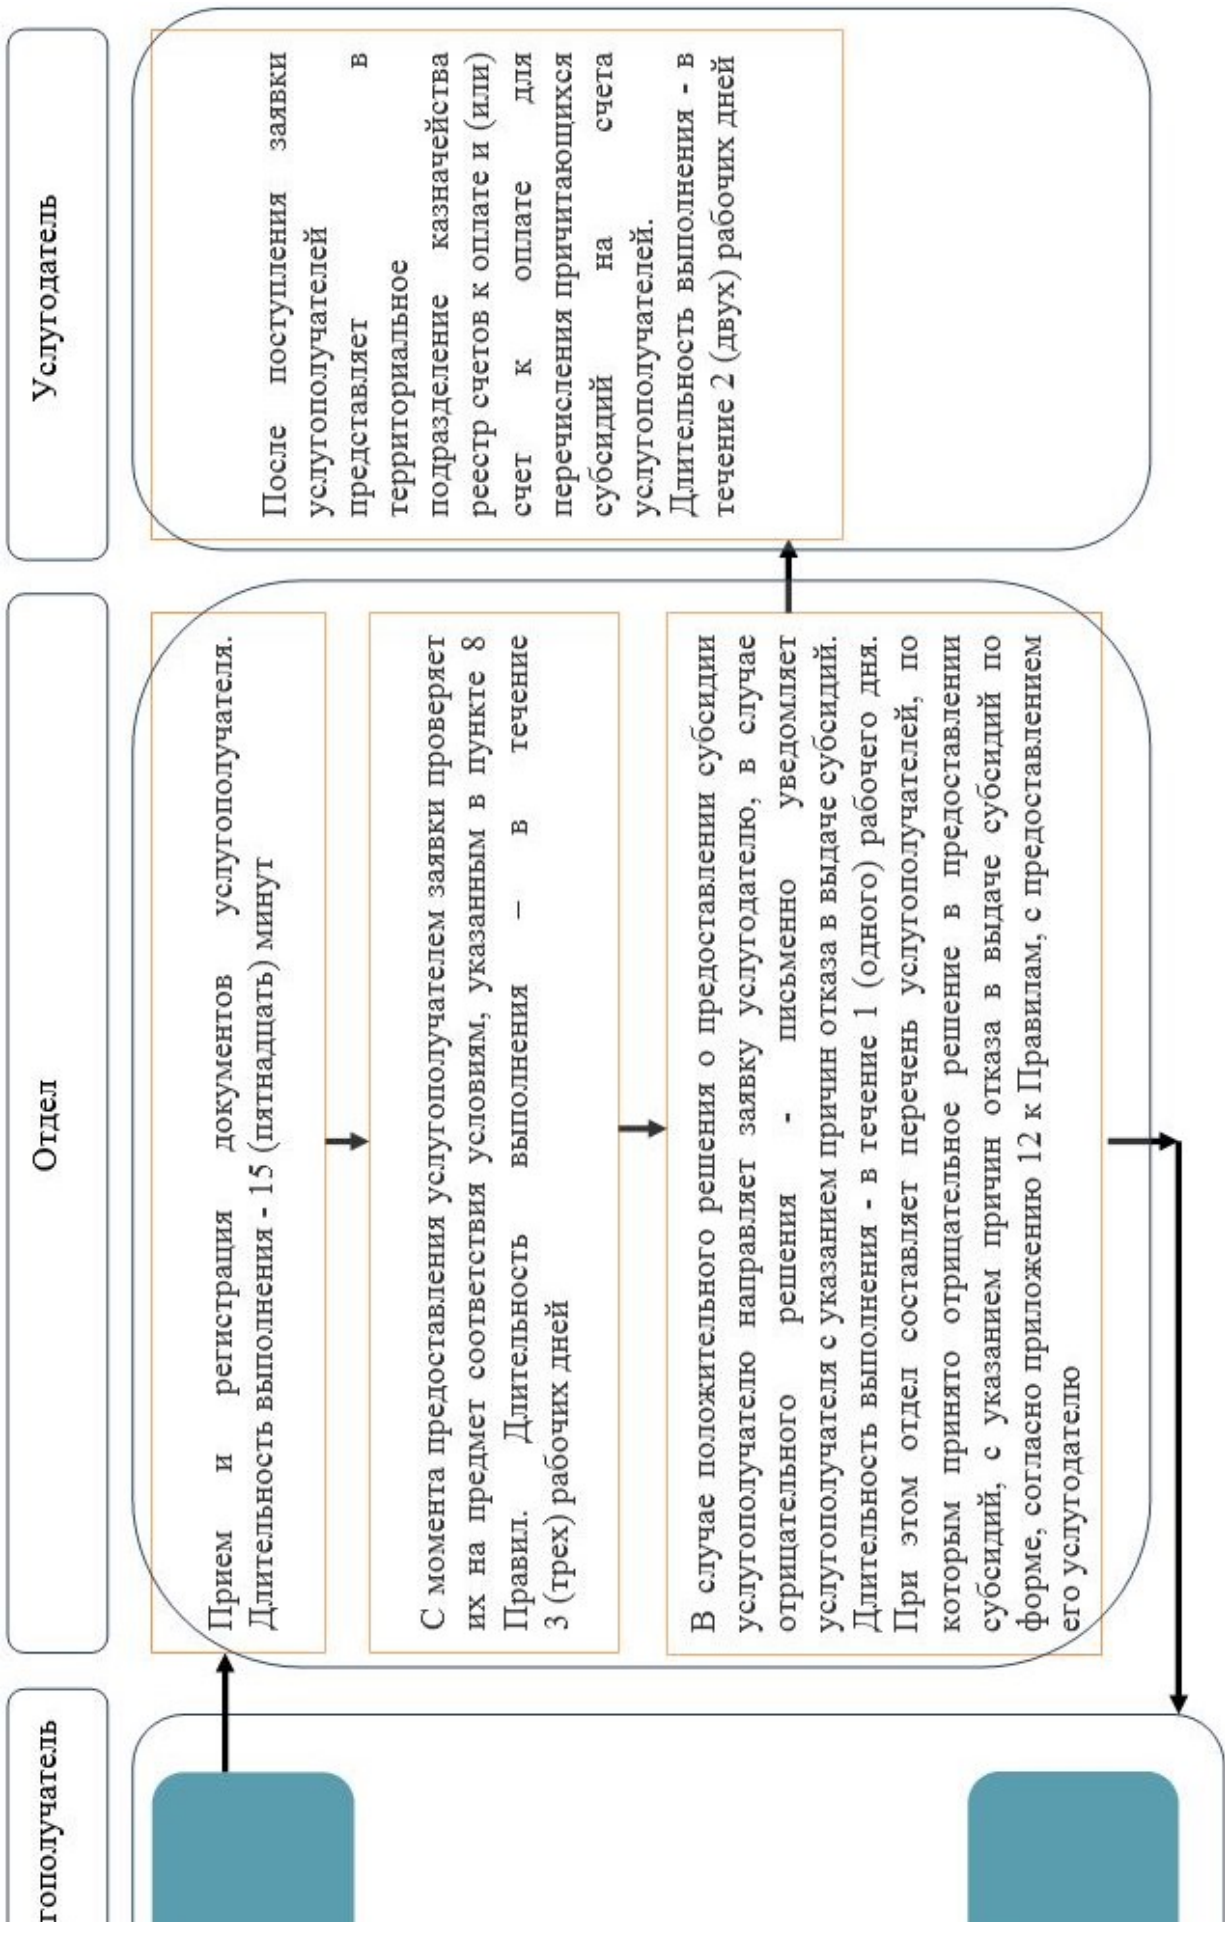 гополучатель
Отдел
Услугодатель
Прием и регистрация документов услугополучателя.
Длительность выполнения - 15 (пятнадцать) минут
С момента предоставления услугополучателем заявки проверяет
их на предмет соответствия условиям, указанным в пункте 8
Правил. Длительность выполнения – в течение
3 (трех) рабочих дней
В случае положительного решения о предоставлении субсидии
услугополучателю направляет заявку услугодателю, в случае
отрицательного решения - письменно уведомляет
услугополучателя с указанием причин отказа в выдаче субсидий.
Длительность выполнения - в течение 1 (одного) рабочего дня.
При этом отдел составляет перечень услугополучателей, по
которым принято отрицательное решение в предоставлении
субсидий, с указанием причин отказа в выдаче субсидий по
форме, согласно приложению 12 к Правилам, с предоставлением
его услугодателю
После поступления заявки
услугополучателей
представляет в
территориальное
подразделение казначейства
реестр счетов к оплате и (или)
счет к оплате для
перечисления причитающихся
субсидий на счета
услугополучателей.
Длительность выполнения - в
течение 2 (двух) рабочих дней